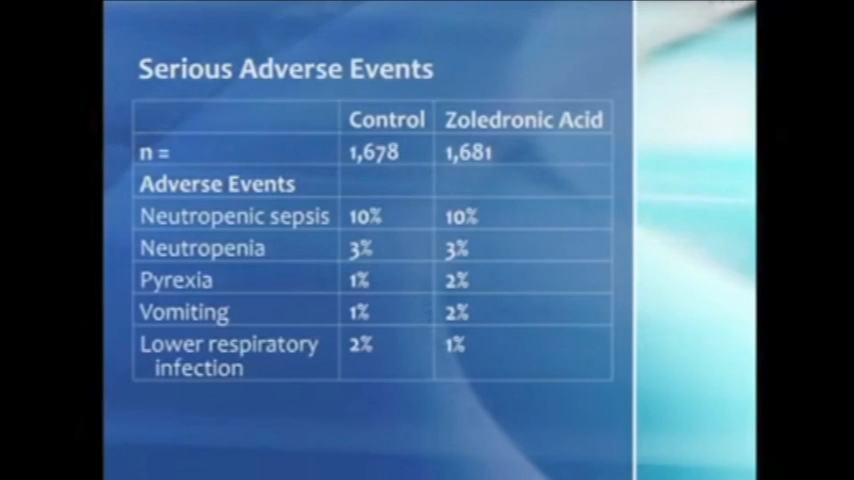 Serious Adverse Events
Control Zoledronic Acid
n = 1,678 1,681
Adverse Events
Neutropenic sepsis 10% 10%
Neutropenia 3% 3%
Pyrexia 1% 2%
Vomiting 1% 2%
Lower respiratory 2% 1%
infection